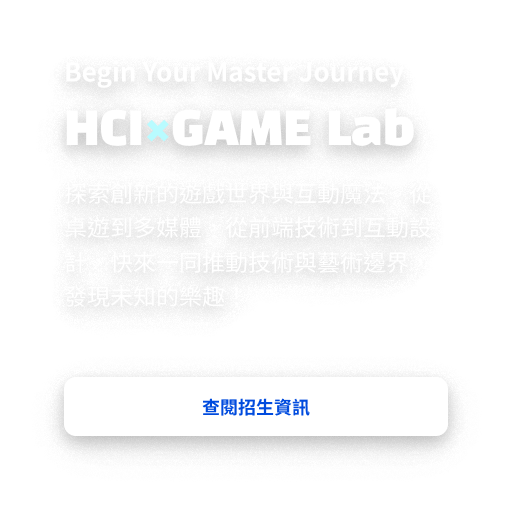 Begin Your Master Journey
HCI×GAME Lab
探索創新的遊戲世界與互動魔法，從
桌遊到多媒體，從前端技術到互動設
計，快來一同推動技術與藝術邊界，
發現未知的樂趣！
查閱招生資訊